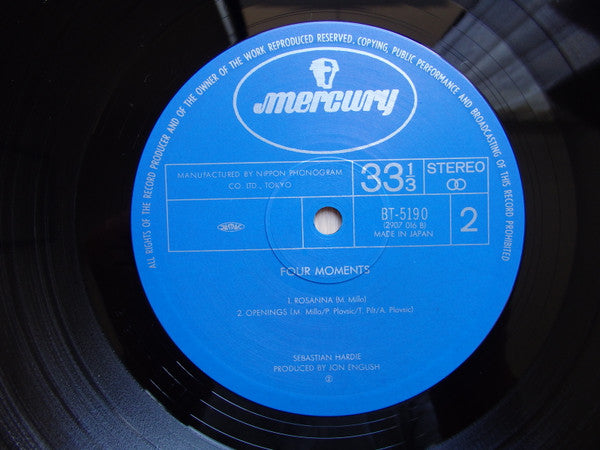 ALL RIGHTS OF THE RECORD PRODUCER AND OF THE OWNER OF THE WORK REPRODUCED RESERVED. COPYING, PUBLIC PERFORMANCE AND BROADCASTING OF THIS RECORD PROHIBITED
mercury
MANUFACTURED BY NIPPON PHONOGRAM
CO. LTD., TOKYO
33 1/3
STEREO
BT-5190
(2907 016 B)
MADE IN JAPAN
2
FOUR MOMENTS
1. ROSANNA (M. Millo)
2. OPENINGS (M. Millo/P. Plavsic/T. Pilt/A. Plavsic)
SEBASTIAN HARDIE
PRODUCED BY JON ENGLISH